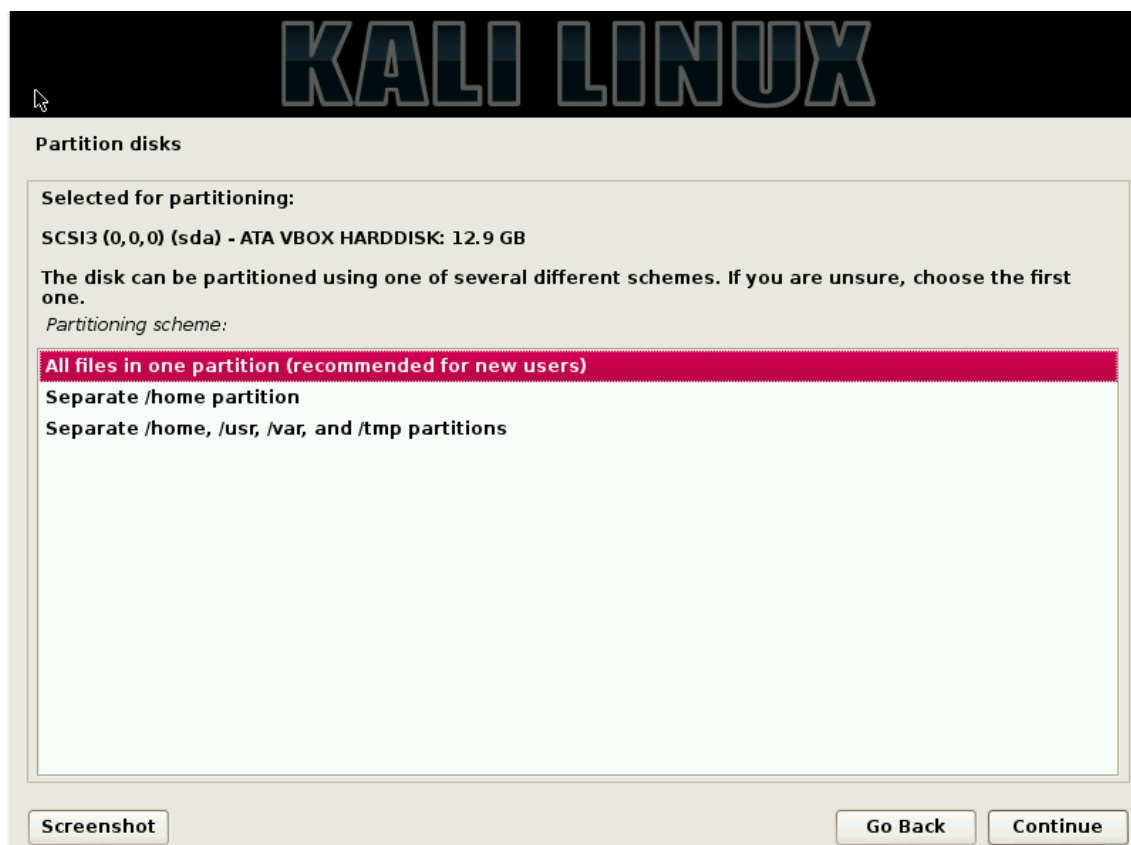 KALI LINUX
Partition disks
Selected for partitioning:
SCSI3 (0,0,0) (sda) - ATA VBOX HARDDISK: 12.9 GB
The disk can be partitioned using one of several different schemes. If you are unsure, choose the first
one.
Partitioning scheme:
All files in one partition (recommended for new users)
Separate /home partition
Separate /home, /usr, /var, and /tmp partitions
Screenshot Go Back Continue